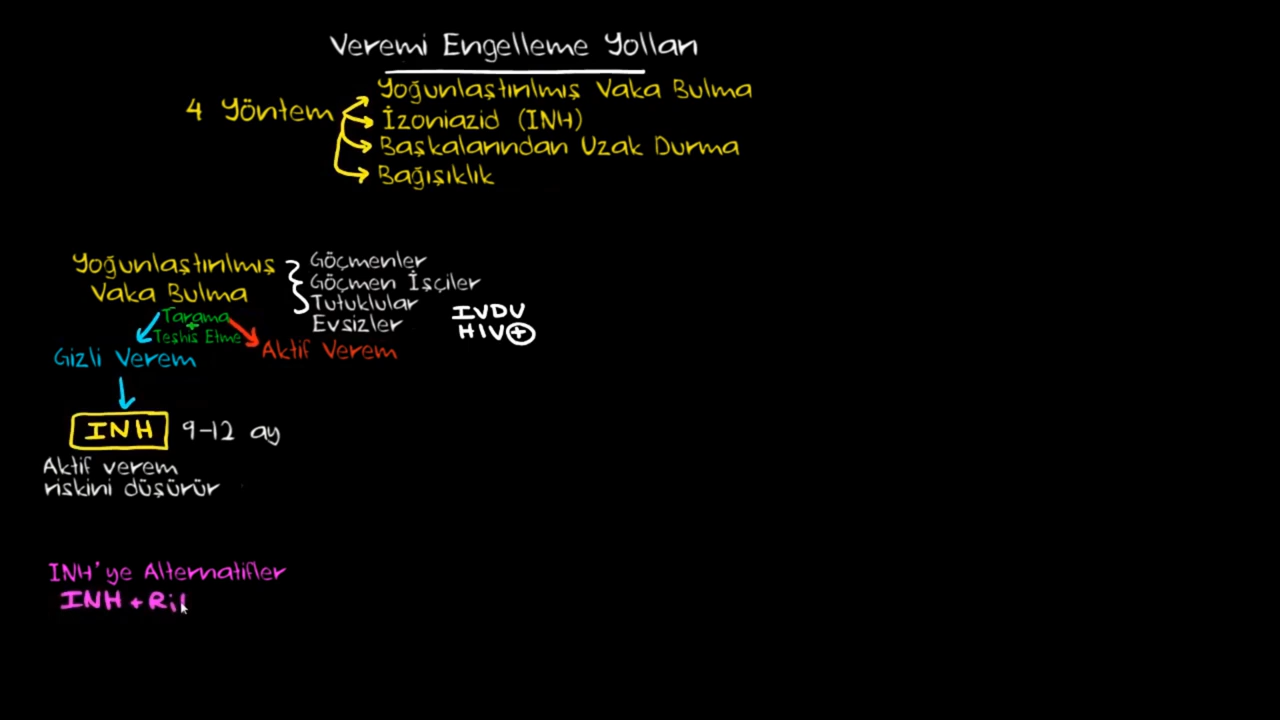 Veremi Engelleme Yolları
4 Yöntem
Yoğunlaştırılmış Vaka Bulma
İzoniazid (INH)
Başkalarından Uzak Durma
Bağışıklık
Yoğunlaştırılmış
Vaka Bulma
Göçmenler
Göçmen İşçiler
Tutuklular
Evsizler
IVDU
HIV+
Tarama
+
Teshis Etme
Gizli Verem
Aktif Verem
INH
9-12 ay
Aktif verem
riskini düşürür
INH'ye Alternatifler
INH +